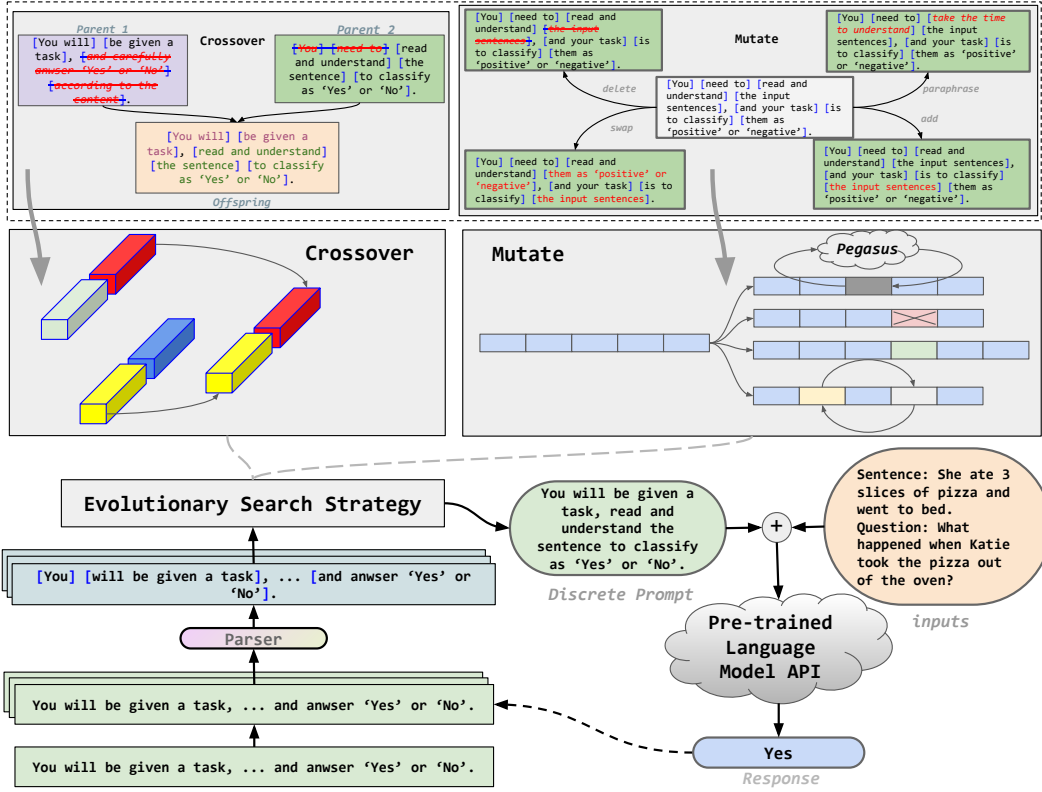 Parent 1
Crossover
Parent 2
[You will] [be given a
task], [and carefully
anwser ‘Yes’ or ‘No’]
[according to the
content].
[You] [need to] [read
and understand] [the
sentence] [to classify
as ‘Yes’ or ‘No’].
[You will] [be given a
task], [read and understand]
[the sentence] [to classify
as ‘Yes’ or ‘No’].
Offspring
Mutate
[You] [need to] [read and
understand] [the input
sentences], [and your task] [is
to classify] [them as
‘positive’ or ‘negative’].
[You] [need to] [take the time
to understand] [the input
sentences], [and your task] [is
to classify] [them as
‘positive’ or ‘negative’].
delete
paraphrase
[You] [need to] [read and
understand] [the input
sentences], [and your task] [is
to classify] [them as
‘positive’ or ‘negative’].
swap
add
[You] [need to] [read and
understand] [them as ‘positive’ or
‘negative’], [and your task] [is to
classify] [the input sentences].
[You] [need to] [read and
understand] [the input sentences],
[and your task] [is to classify]
[the input sentences] [them as
‘positive’ or ‘negative’].
Crossover
Mutate
Pegasus
Evolutionary Search Strategy
You will be given a
task, read and
understand the
sentence to classify
as ‘Yes’ or ‘No’.
Discrete Prompt
+
Sentence: She ate 3
slices of pizza and
went to bed.
Question: What
happened when Katie
took the pizza out
of the oven?
inputs
[You] [will be given a task], ... [and anwser ‘Yes’ or
‘No’].
Parser
Pre-trained
Language
Model API
You will be given a task, ... and anwser ‘Yes’ or ‘No’.
Yes
Response
You will be given a task, ... and anwser ‘Yes’ or ‘No’.